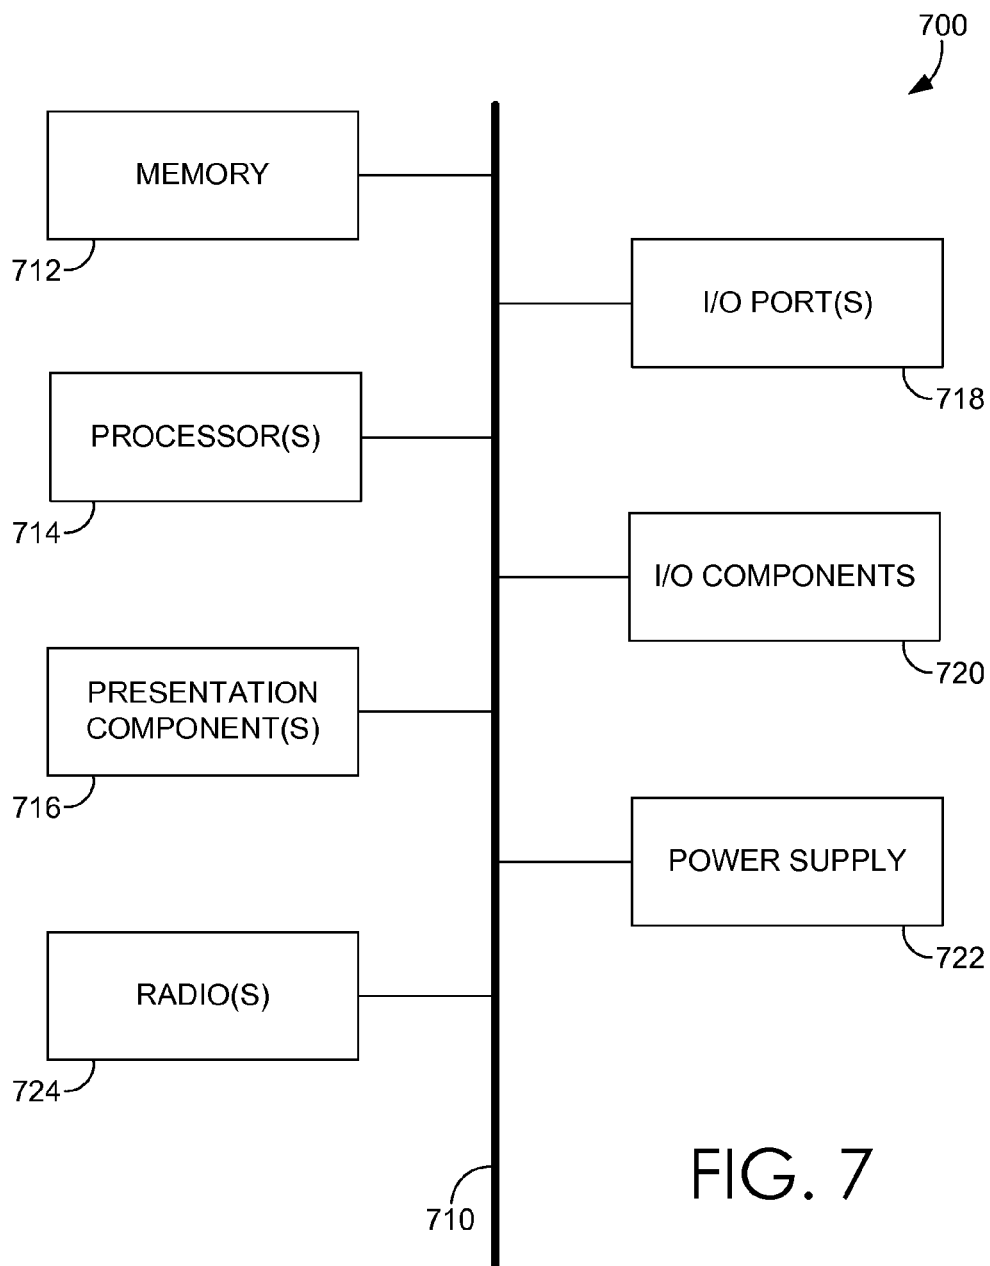 700
MEMORY
712
I/O PORT(S)
718
PROCESSOR(S)
714
I/O COMPONENTS
720
PRESENTATION
COMPONENT(S)
716
POWER SUPPLY
722
RADIO(S)
724
710
FIG. 7